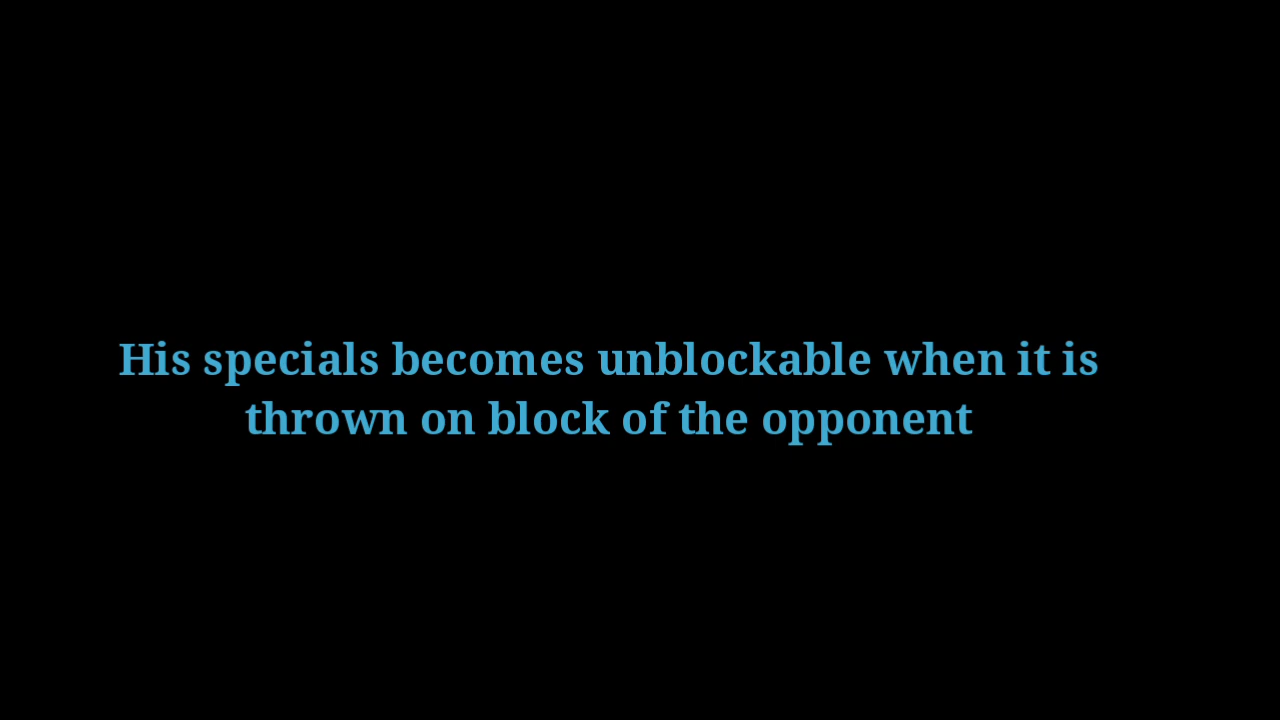 His specials becomes unblockable when it is
thrown on block of the opponent